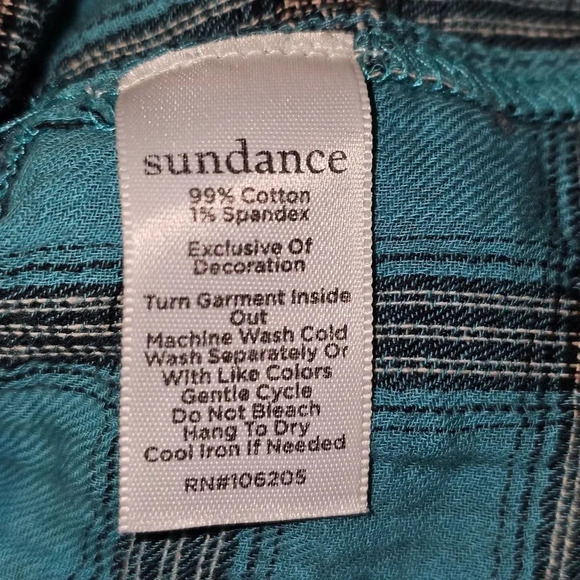 sundance
99% Cotton
1% Spandex
Exclusive Of
Decoration
Turn Garment Inside
Out
Machine Wash Cold
Wash Separately Or
With Like Colors
Gentle Cycle
Do Not Bleach
Hang To Dry
Cool Iron If Needed
RN#106205